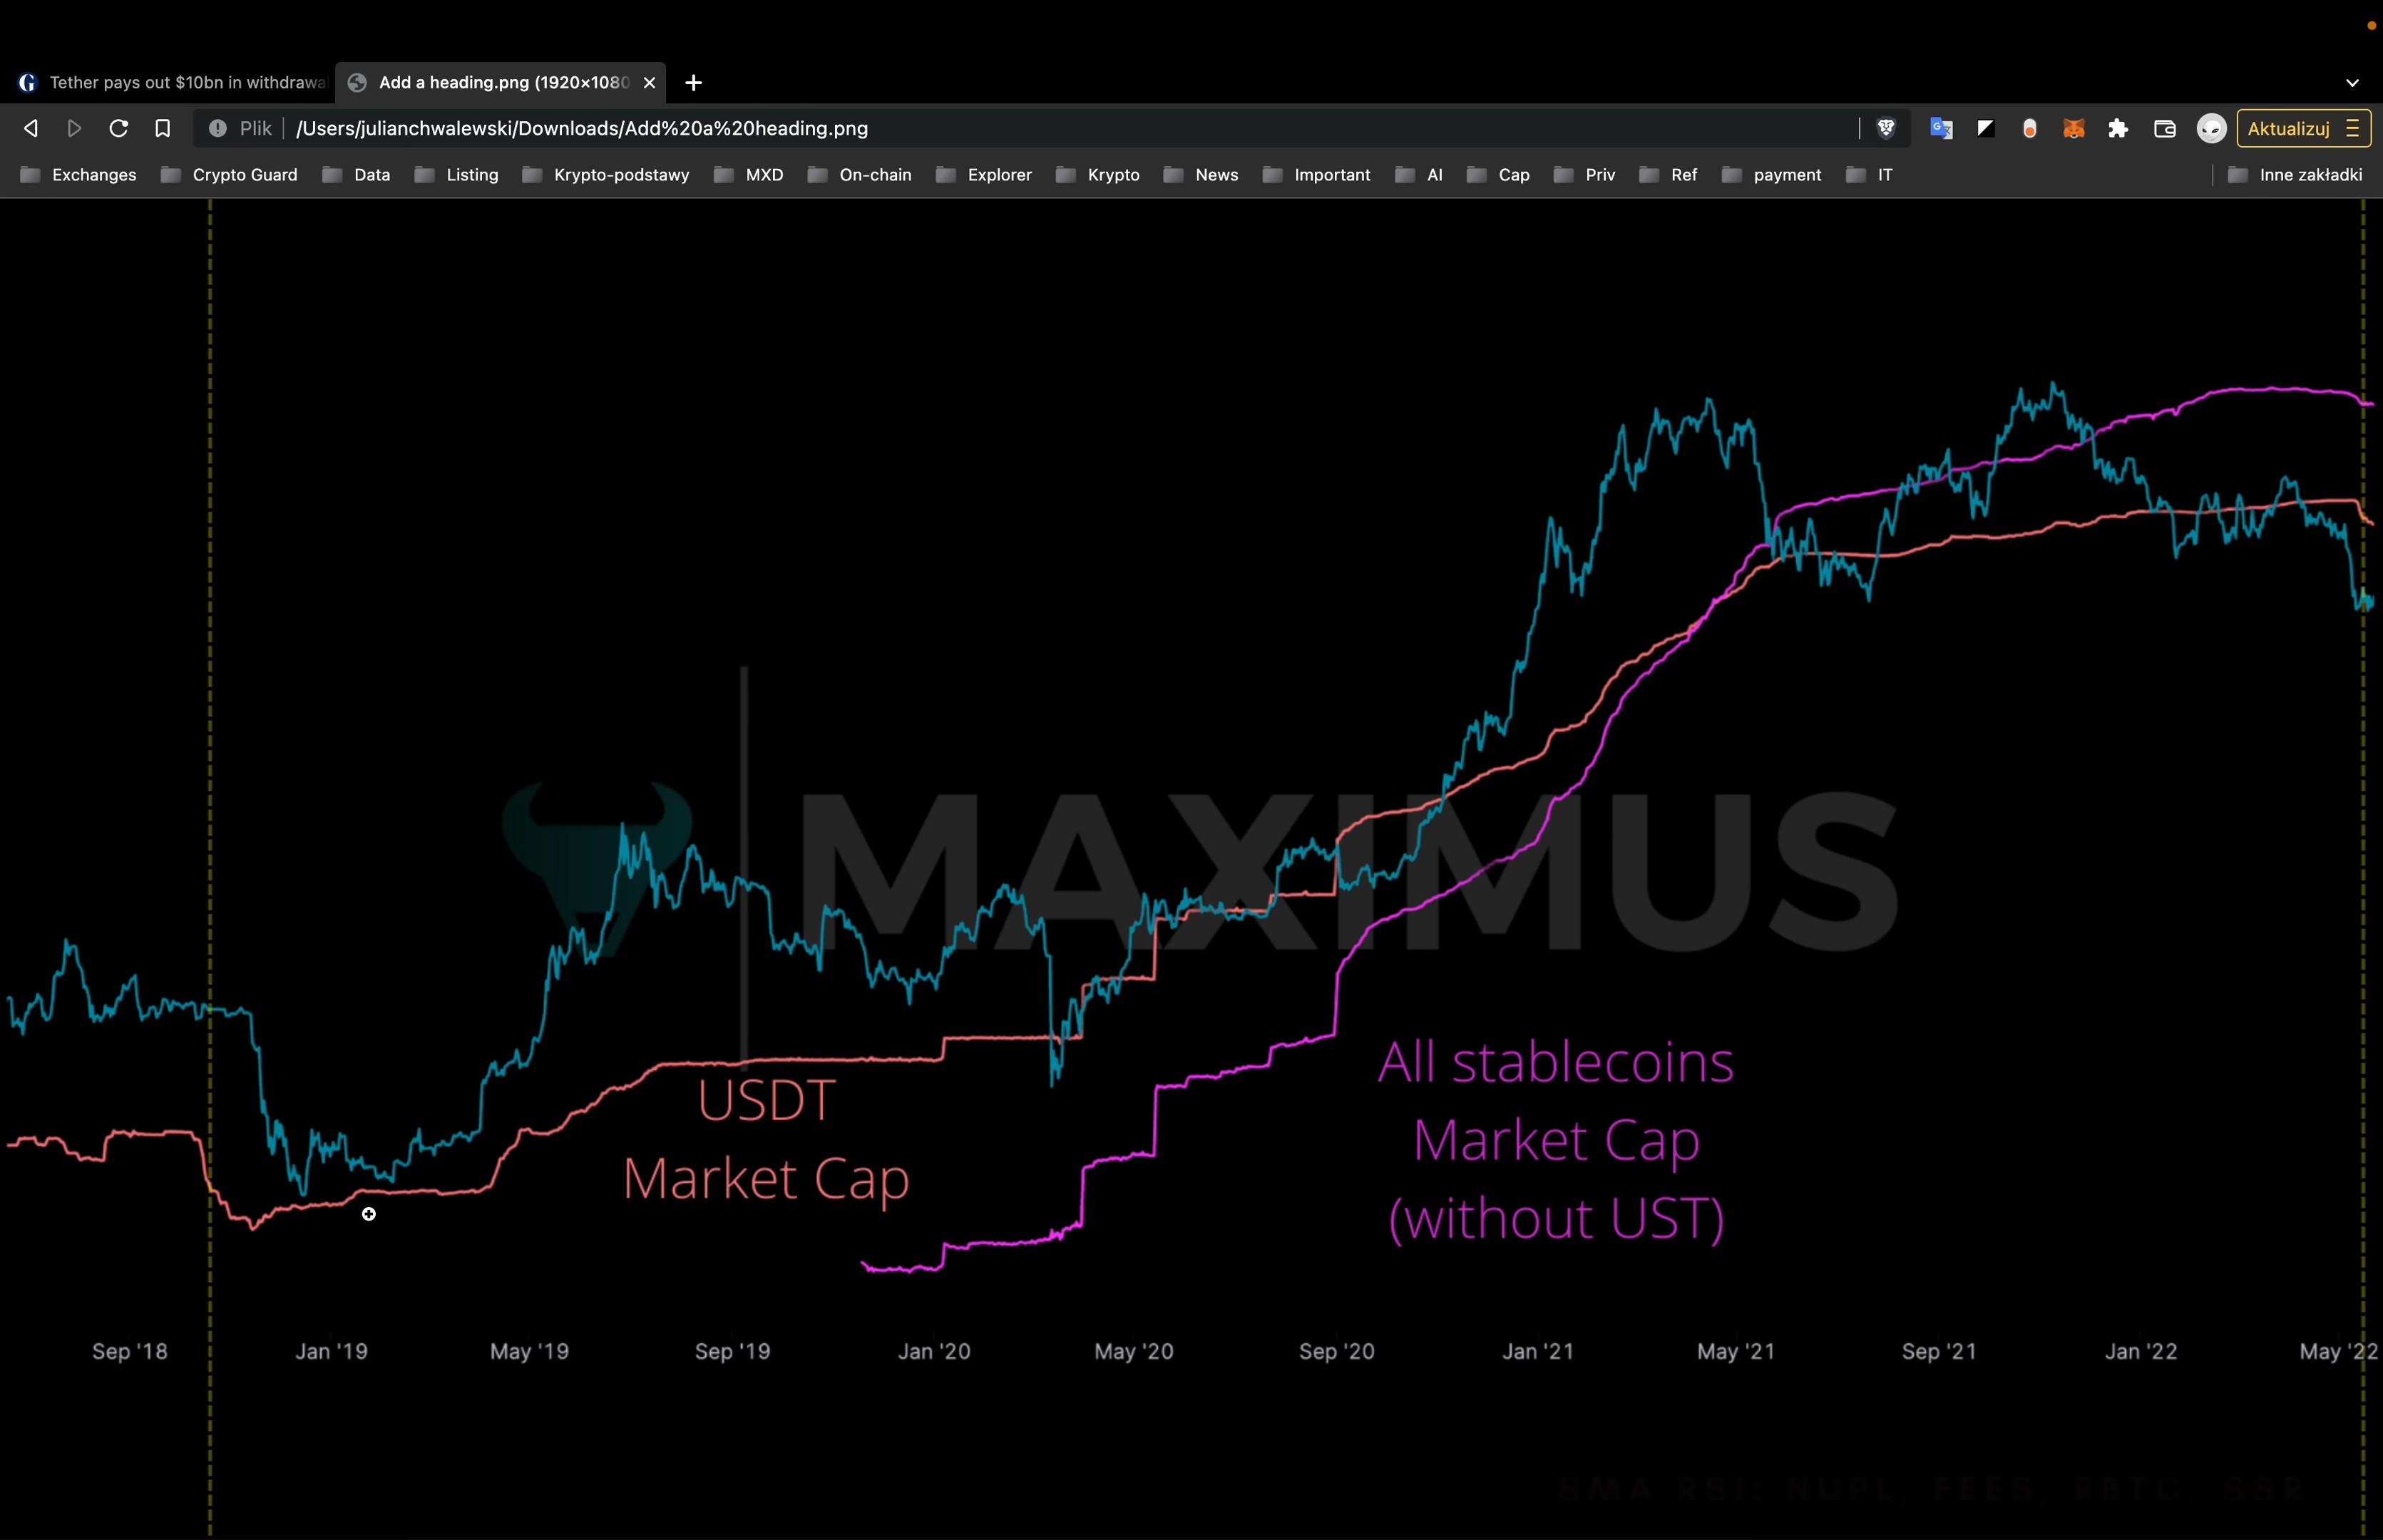 Tether pays out $10bn in withdrawa
Add a heading.png (1920×1080
Plik /Users/julianchwalewski/Downloads/Add%20a%20heading.png
Aktualizuj
Exchanges Crypto Guard Data Listing Krypto-podstawy MXD On-chain Explorer Krypto News Important AI Cap Priv Ref payment IT Inne zakładki
MAXIMUS
USDT
Market Cap
All stablecoins
Market Cap
(without UST)
Sep '18 Jan '19 May '19 Sep '19 Jan '20 May '20 Sep '20 Jan '21 May '21 Sep '21 Jan '22 May '22